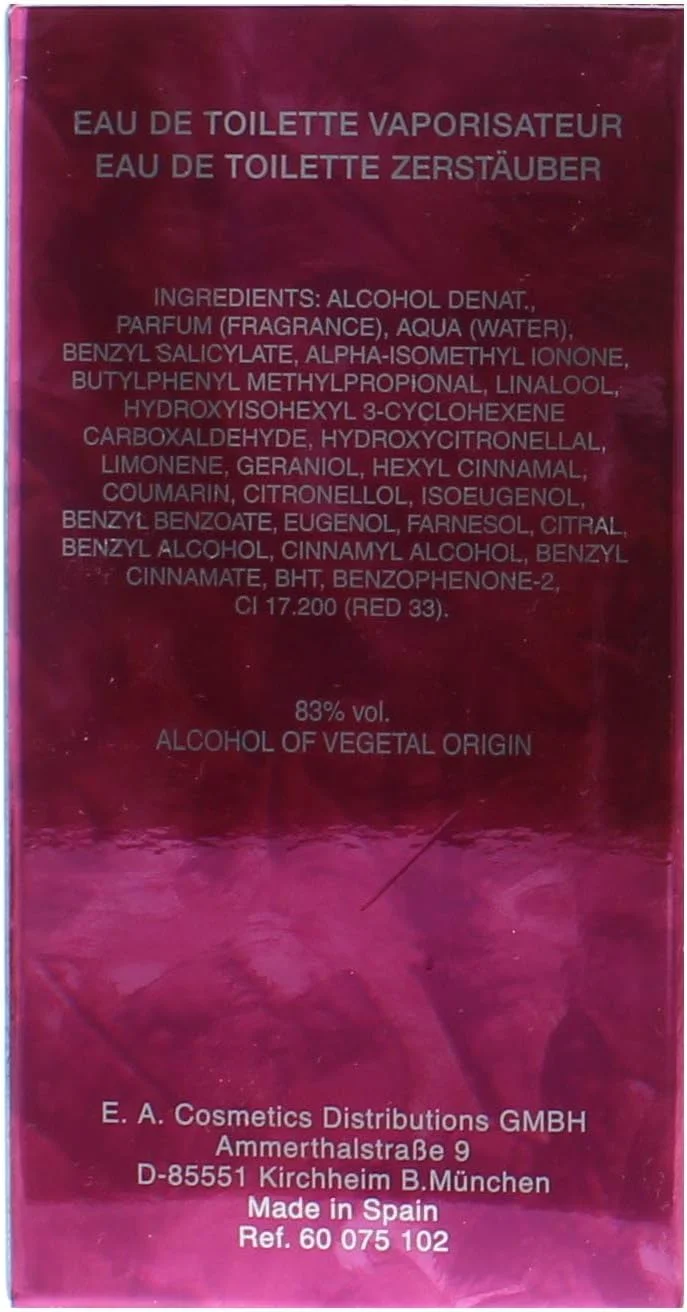 EAU DE TOILETTE VAPORISATEUR
EAU DE TOILETTE ZERSTÄUBER
INGREDIENTS: ALCOHOL DENAT.,
PARFUM (FRAGRANCE), AQUA (WATER),
BENZYL SALICYLATE, ALPHA-ISOMETHYL IONONE,
BUTYLPHENYL METHYLPROPIONAL, LINALOOL,
HYDROXYISOHEXYL 3-CYCLOHEXENE
CARBOXALDEHYDE, HYDROXYCITRONELLAL,
LIMONENE, GERANIOL, HEXYL CINNAMAL,
COUMARIN, CITRONELLOL, ISOEUGENOL,
BENZYL BENZOATE, EUGENOL, FARNESOL, CITRAL,
BENZYL ALCOHOL, CINNAMYL ALCOHOL, BENZYL
CINNAMATE, BHT, BENZOPHENONE-2,
CI 17.200 (RED 33).
83% vol.
ALCOHOL OF VEGETAL ORIGIN
E. A. Cosmetics Distributions GMBH
Ammerthalstraße 9
D-85551 Kirchheim B.München
Made in Spain
Ref. 60 075 102